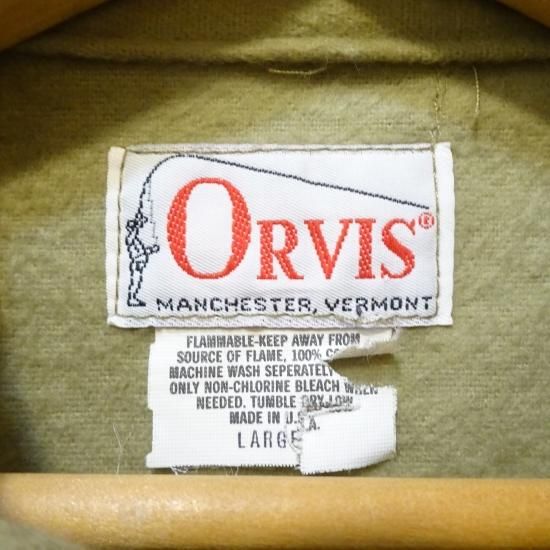 ORVIS®
MANCHESTER, VERMONT
FLAMMABLE-KEEP AWAY FROM
SOURCE OF FLAME, 100%
MACHINE WASH SEPERATELY
ONLY NON-CHLORINE BLEACH WHEN
NEEDED. TUMBLE DRY LOW
MADE IN U.S.A.
LARGE